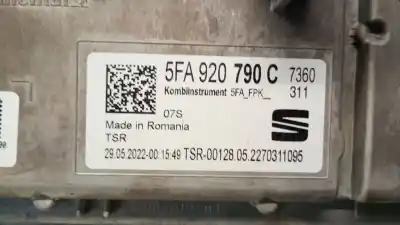 5FA 920 790 C 7360
Kombiinstrument 5FA_FPK__ 311
07S
Made in Romania
TSR
29.05.2022-00:15:49 TSR-00128.05.2270311095